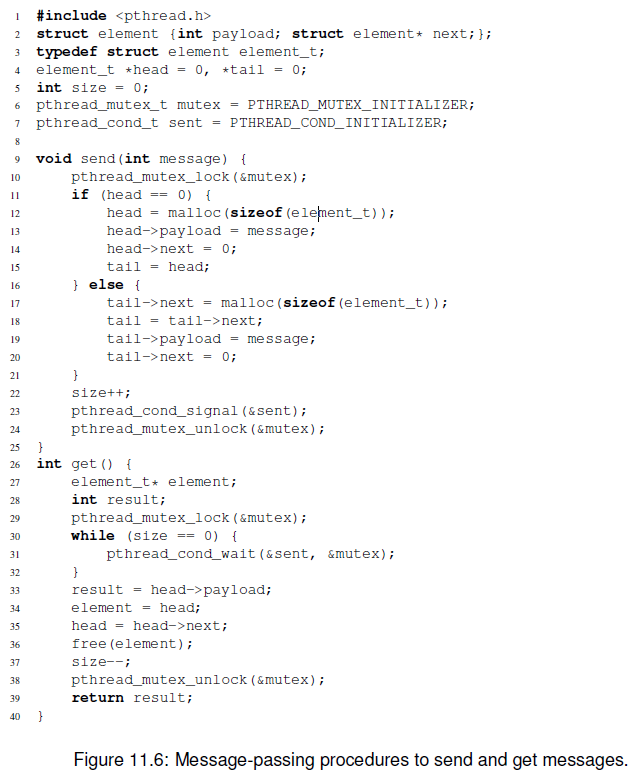 1 #include <pthread.h>
2 struct element {int payload; struct element* next;};
3 typedef struct element element_t;
4 element_t *head = 0, *tail = 0;
5 int size = 0;
6 pthread_mutex_t mutex = PTHREAD_MUTEX_INITIALIZER;
7 pthread_cond_t sent = PTHREAD_COND_INITIALIZER;
8
9 void send(int message) {
10     pthread_mutex_lock(&mutex);
11     if (head == 0) {
12         head = malloc(sizeof(element_t));
13         head->payload = message;
14         head->next = 0;
15         tail = head;
16     } else {
17         tail->next = malloc(sizeof(element_t));
18         tail = tail->next;
19         tail->payload = message;
20         tail->next = 0;
21     }
22     size++;
23     pthread_cond_signal(&sent);
24     pthread_mutex_unlock(&mutex);
25 }
26 int get() {
27     element_t* element;
28     int result;
29     pthread_mutex_lock(&mutex);
30     while (size == 0) {
31         pthread_cond_wait(&sent, &mutex);
32     }
33     result = head->payload;
34     element = head;
35     head = head->next;
36     free(element);
37     size--;
38     pthread_mutex_unlock(&mutex);
39     return result;
40 }
Figure 11.6: Message-passing procedures to send and get messages.